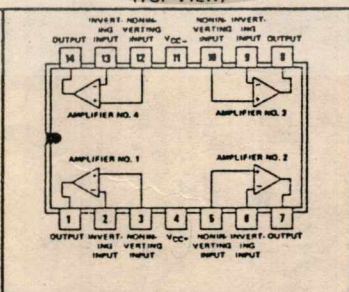 INVERT- NONIN- NONIN- INVERT-
ING VERTING VERTING ING
OUTPUT INPUT INPUT VCC- INPUT INPUT OUTPUT
14 13 12 11 10 9 8
AMPLIFIER NO. 4 AMPLIFIER NO. 3
AMPLIFIER NO. 1 AMPLIFIER NO. 2
1 2 3 4 5 6 7
OUTPUT INVERT- NONIN- VCC+ NONIN- INVERT- OUTPUT
ING VERTING VERTING ING
INPUT INPUT INPUT INPUT